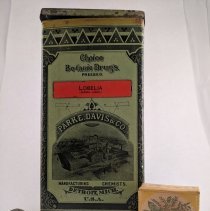 Choice
Botanic Drugs
PRESSED
LOBELIA
PARKE, DAVIS & CO.
MANUFACTURING CHEMISTS.
DETROIT, MICH.
U.S.A.